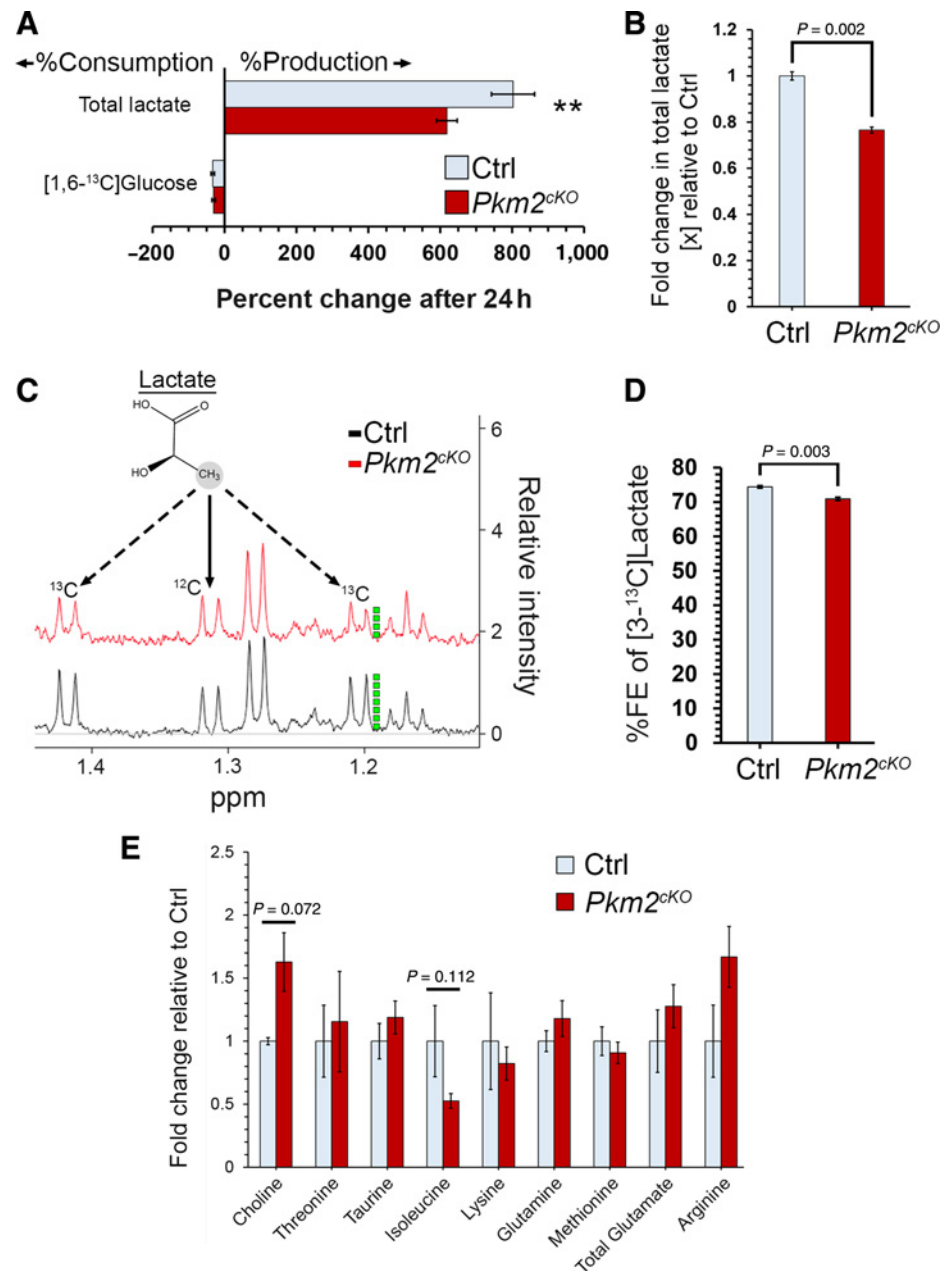 A
←%Consumption
%Production→
Total lactate
**
[1,6-¹³C]Glucose
Ctrl
Pkm2ᶜᴷᴼ
−200 0 200 400 600 800 1,000
Percent change after 24 h
B
P = 0.002
Fold change in total lactate
[x] relative to Ctrl
1.2
1
0.8
0.6
0.4
0.2
0
Ctrl Pkm2ᶜᴷᴼ
C
Lactate
HO
O
HO
CH₃
Ctrl
Pkm2ᶜᴷᴼ
¹³C
¹²C
¹³C
6
4
2
0
Relative intensity
1.4 1.3 1.2
ppm
D
P = 0.003
%FE of [3-¹³C]Lactate
80
70
60
50
40
30
20
10
0
Ctrl Pkm2ᶜᴷᴼ
E
Ctrl
Pkm2ᶜᴷᴼ
Fold change relative to Ctrl
2.5
2
1.5
1
0.5
0
P = 0.072
P = 0.112
Choline
Threonine
Taurine
Isoleucine
Lysine
Glutamine
Methionine
Total Glutamate
Arginine